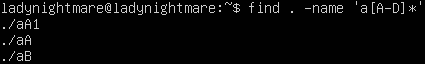 ladynightmare@ladynightmare:~$ find . -name 'a[A-D]*'
./aA1
./aA
./aB